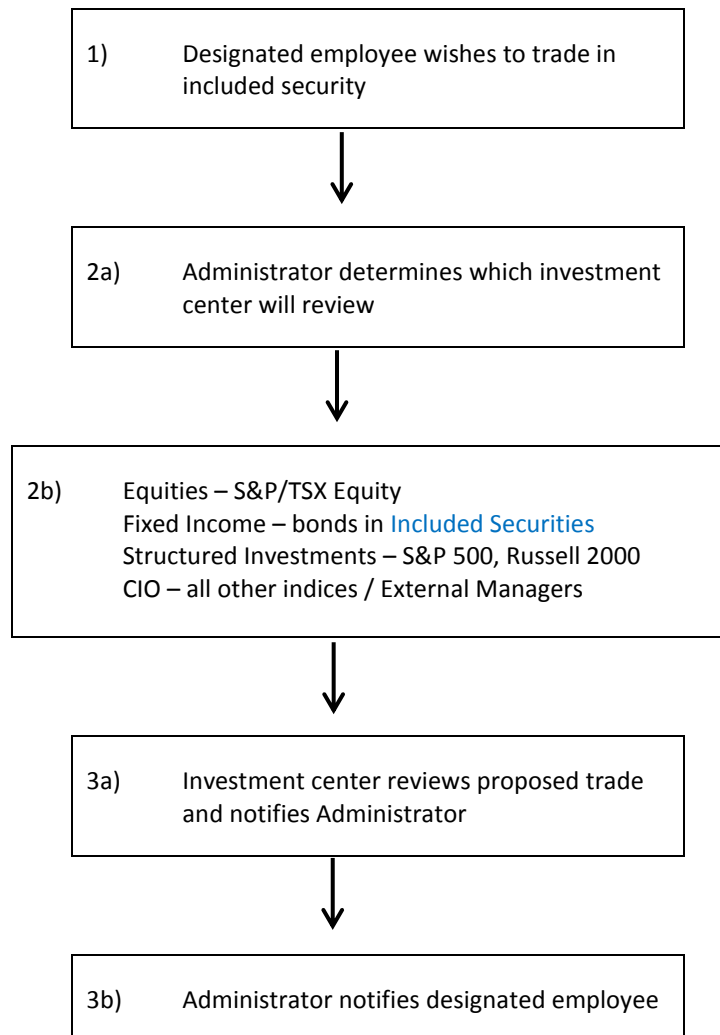 1) Designated employee wishes to trade in
included security
2a) Administrator determines which investment
center will review
2b) Equities – S&P/TSX Equity
Fixed Income – bonds in Included Securities
Structured Investments – S&P 500, Russell 2000
CIO – all other indices / External Managers
3a) Investment center reviews proposed trade
and notifies Administrator
3b) Administrator notifies designated employee